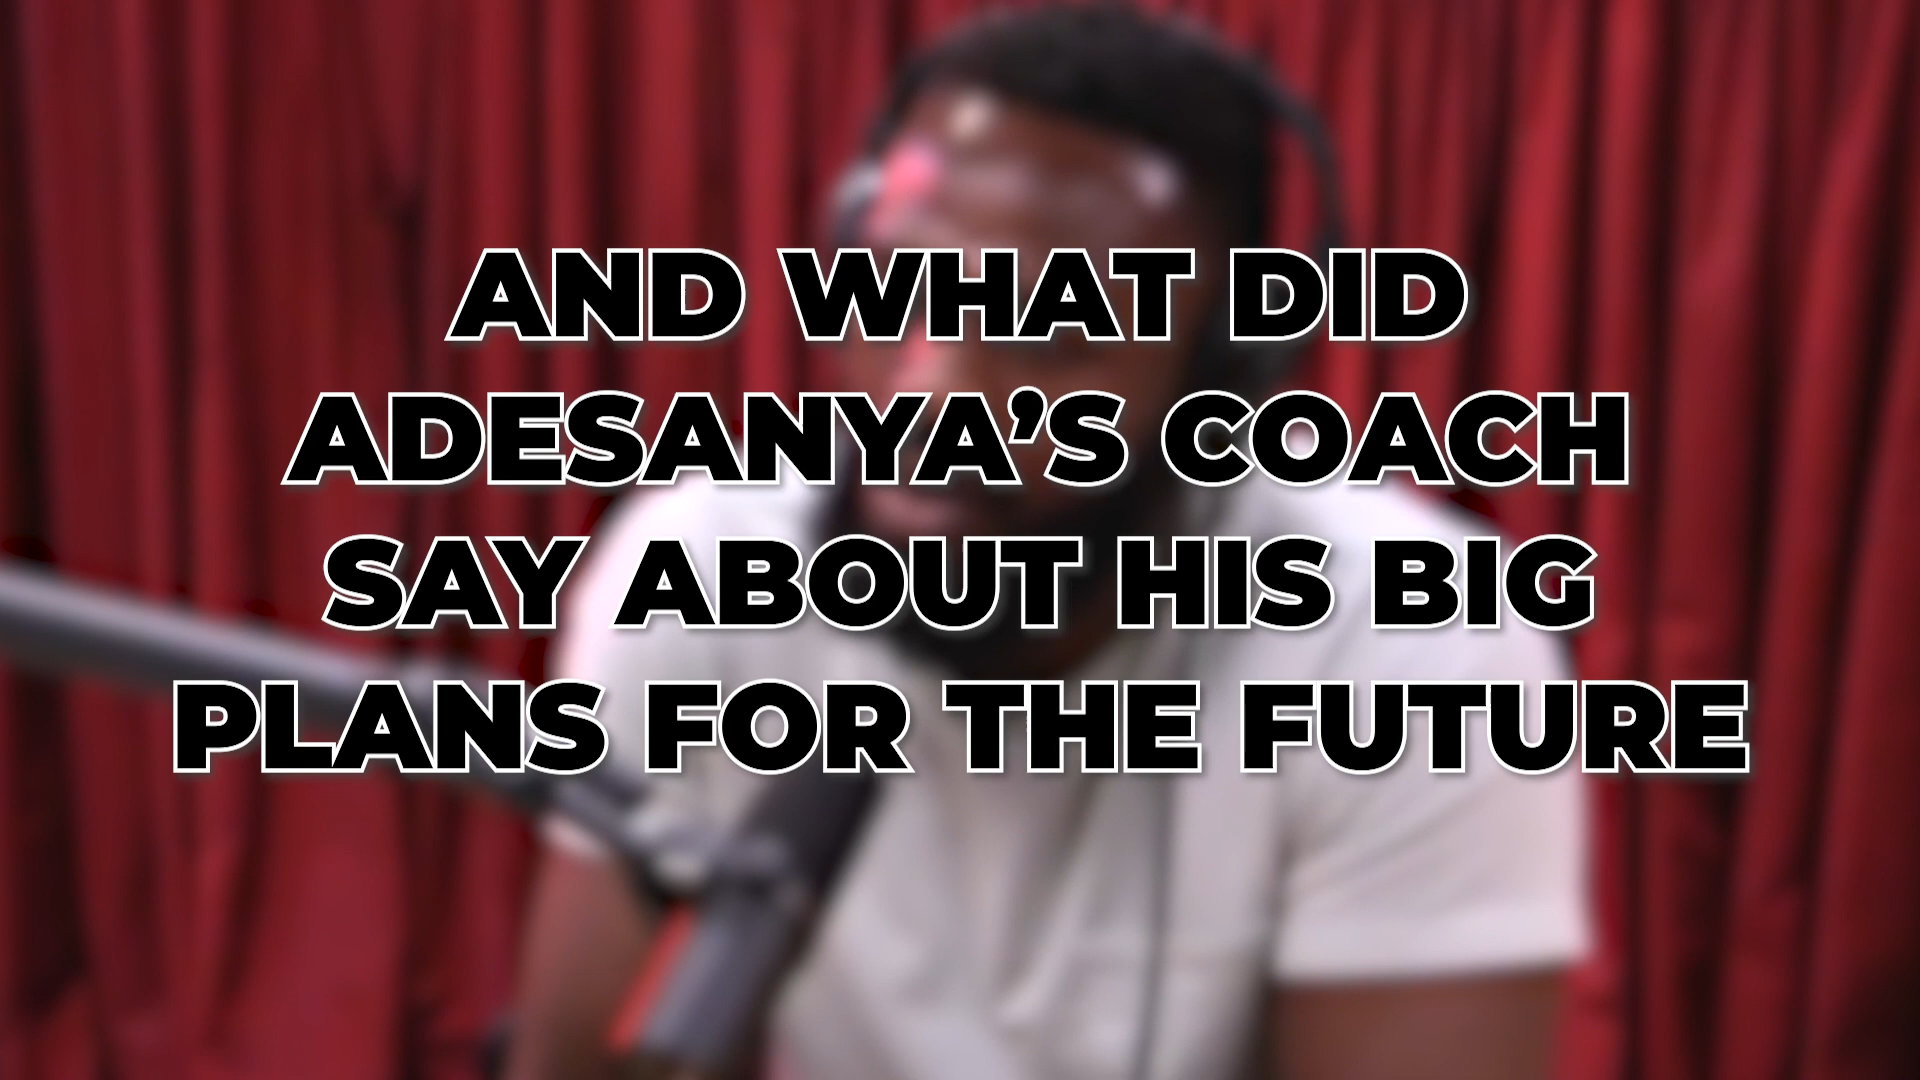 AND WHAT DID
ADESANYA’S COACH
SAY ABOUT HIS BIG
PLANS FOR THE FUTURE